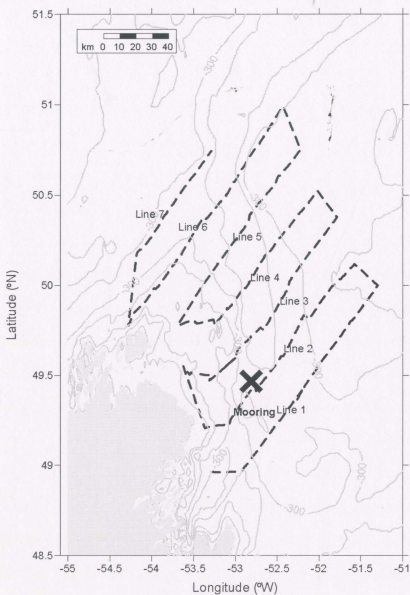 51.5
km 0 10 20 30 40
-300
51
50.5
Line 7
Line 6
Line 5
Latitude (ºN)
50
Line 4
Line 3
Line 2
49.5
Mooring
Line 1
49
-300
-300
48.5
-55 -54.5 -54 -53.5 -53 -52.5 -52 -51.5 -51
Longitude (ºW)